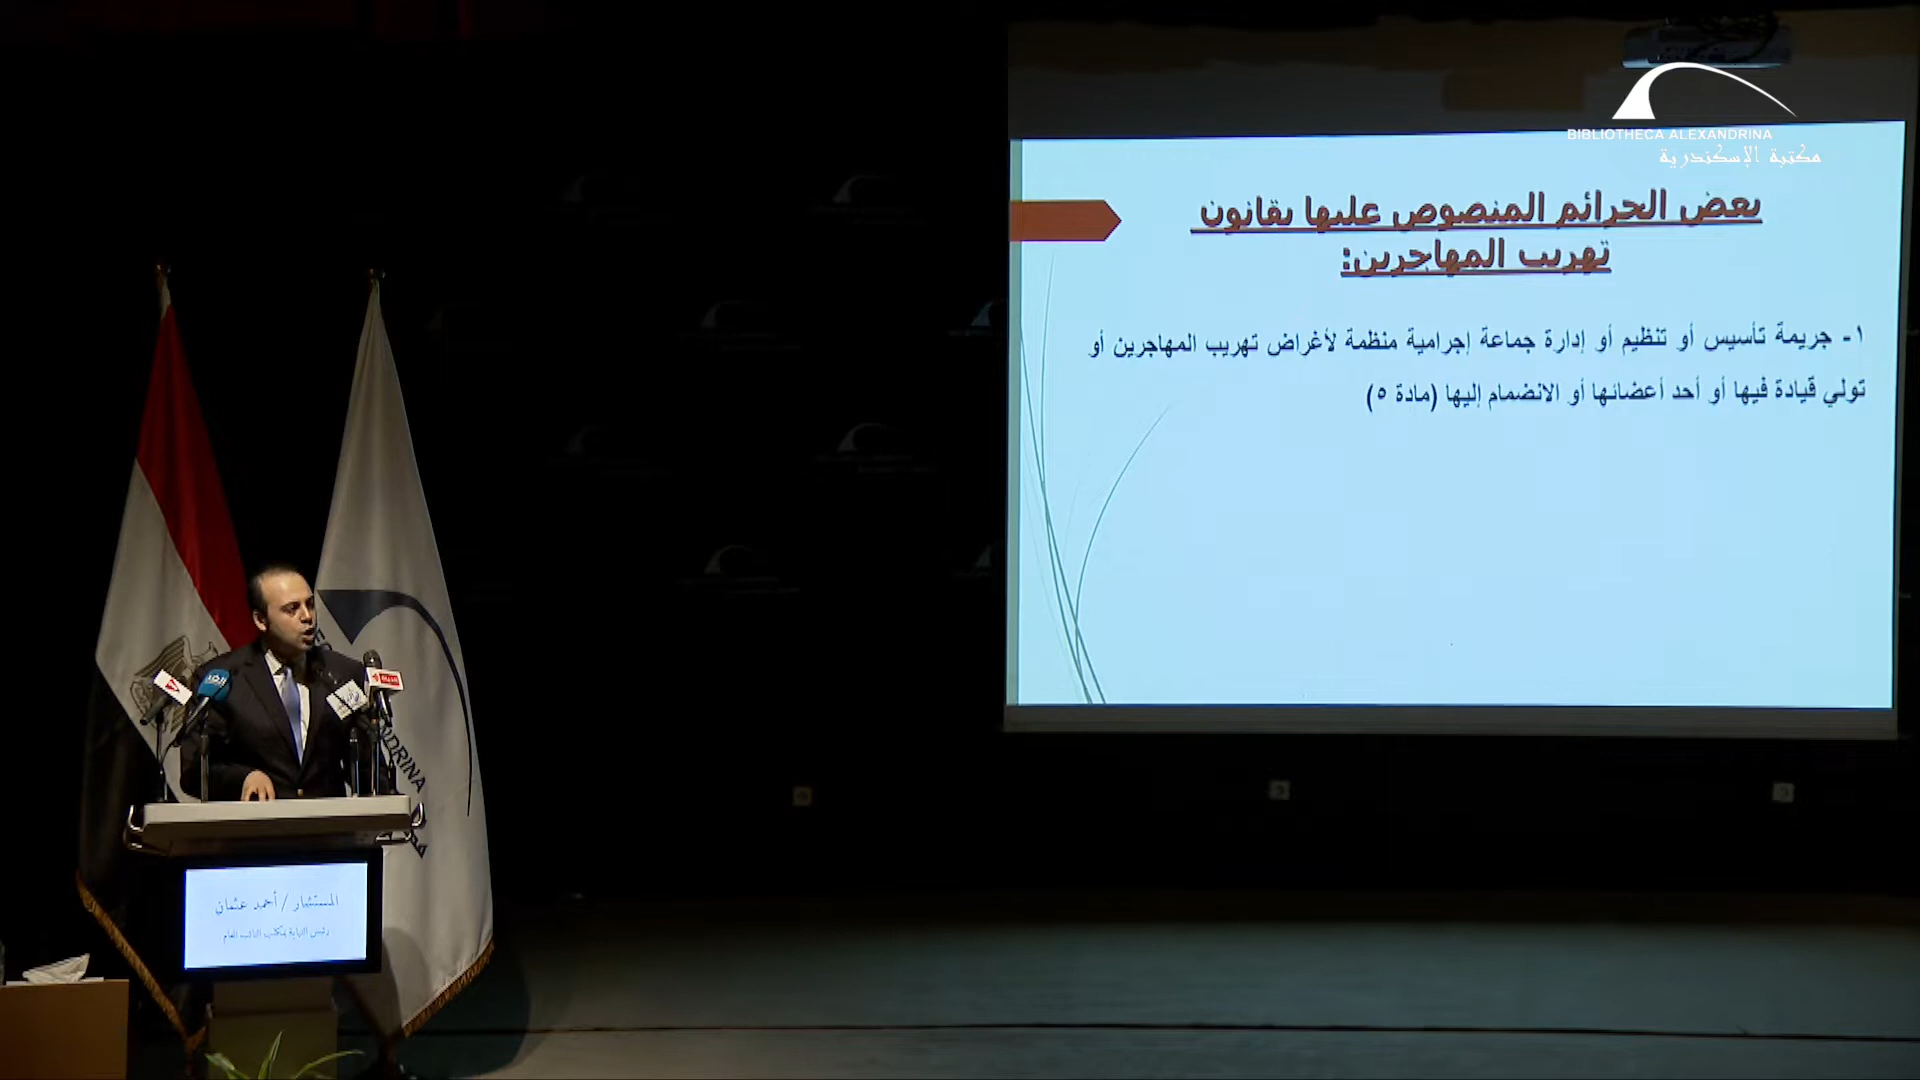 BIBLIOTHECA ALEXANDRINA
مكتبة الإسكندرية
بعض الجرائم المنصوص عليها بقانون
تهريب المهاجرين:
١- جريمة تأسيس أو تنظيم أو إدارة جماعة إجرامية منظمة لأغراض تهريب المهاجرين أو
تولي قيادة فيها أو أحد أعضائها أو الانضمام إليها (مادة ٥)
المستشار / أحمد عثمان
رئيس النيابة بمكتب النائب العام